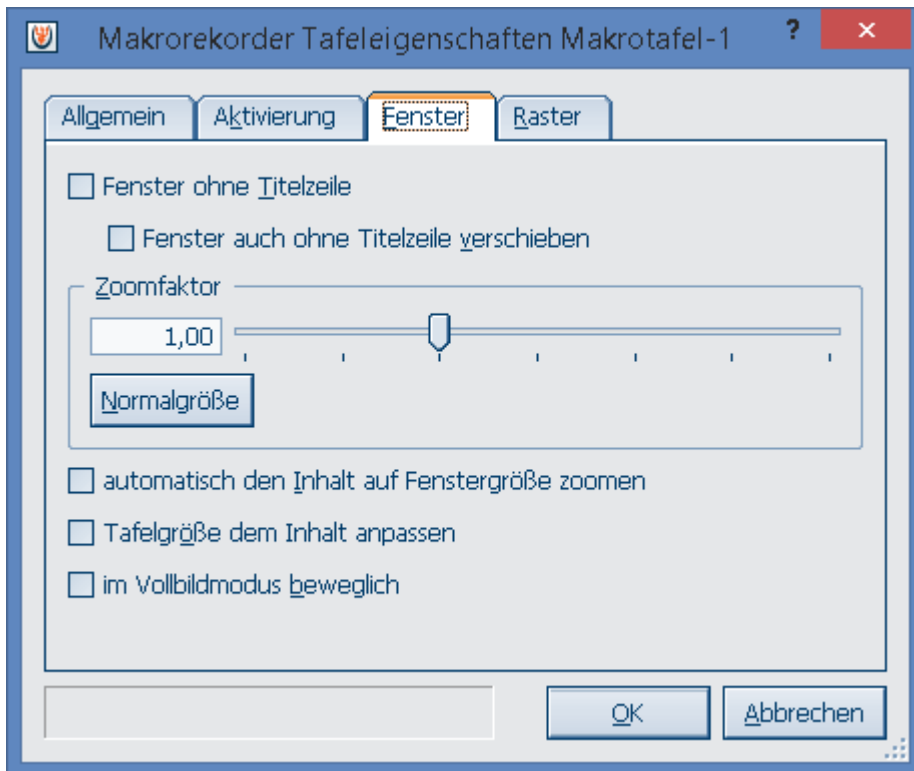 Makrorekorder Tafeleigenschaften Makrotafel-1 ? ×
Allgemein Aktivierung Fenster Raster
Fenster ohne Titelzeile
Fenster auch ohne Titelzeile verschieben
Zoomfaktor
1,00
Normalgröße
automatisch den Inhalt auf Fenstergröße zoomen
Tafelgröße dem Inhalt anpassen
im Vollbildmodus beweglich
OK Abbrechen